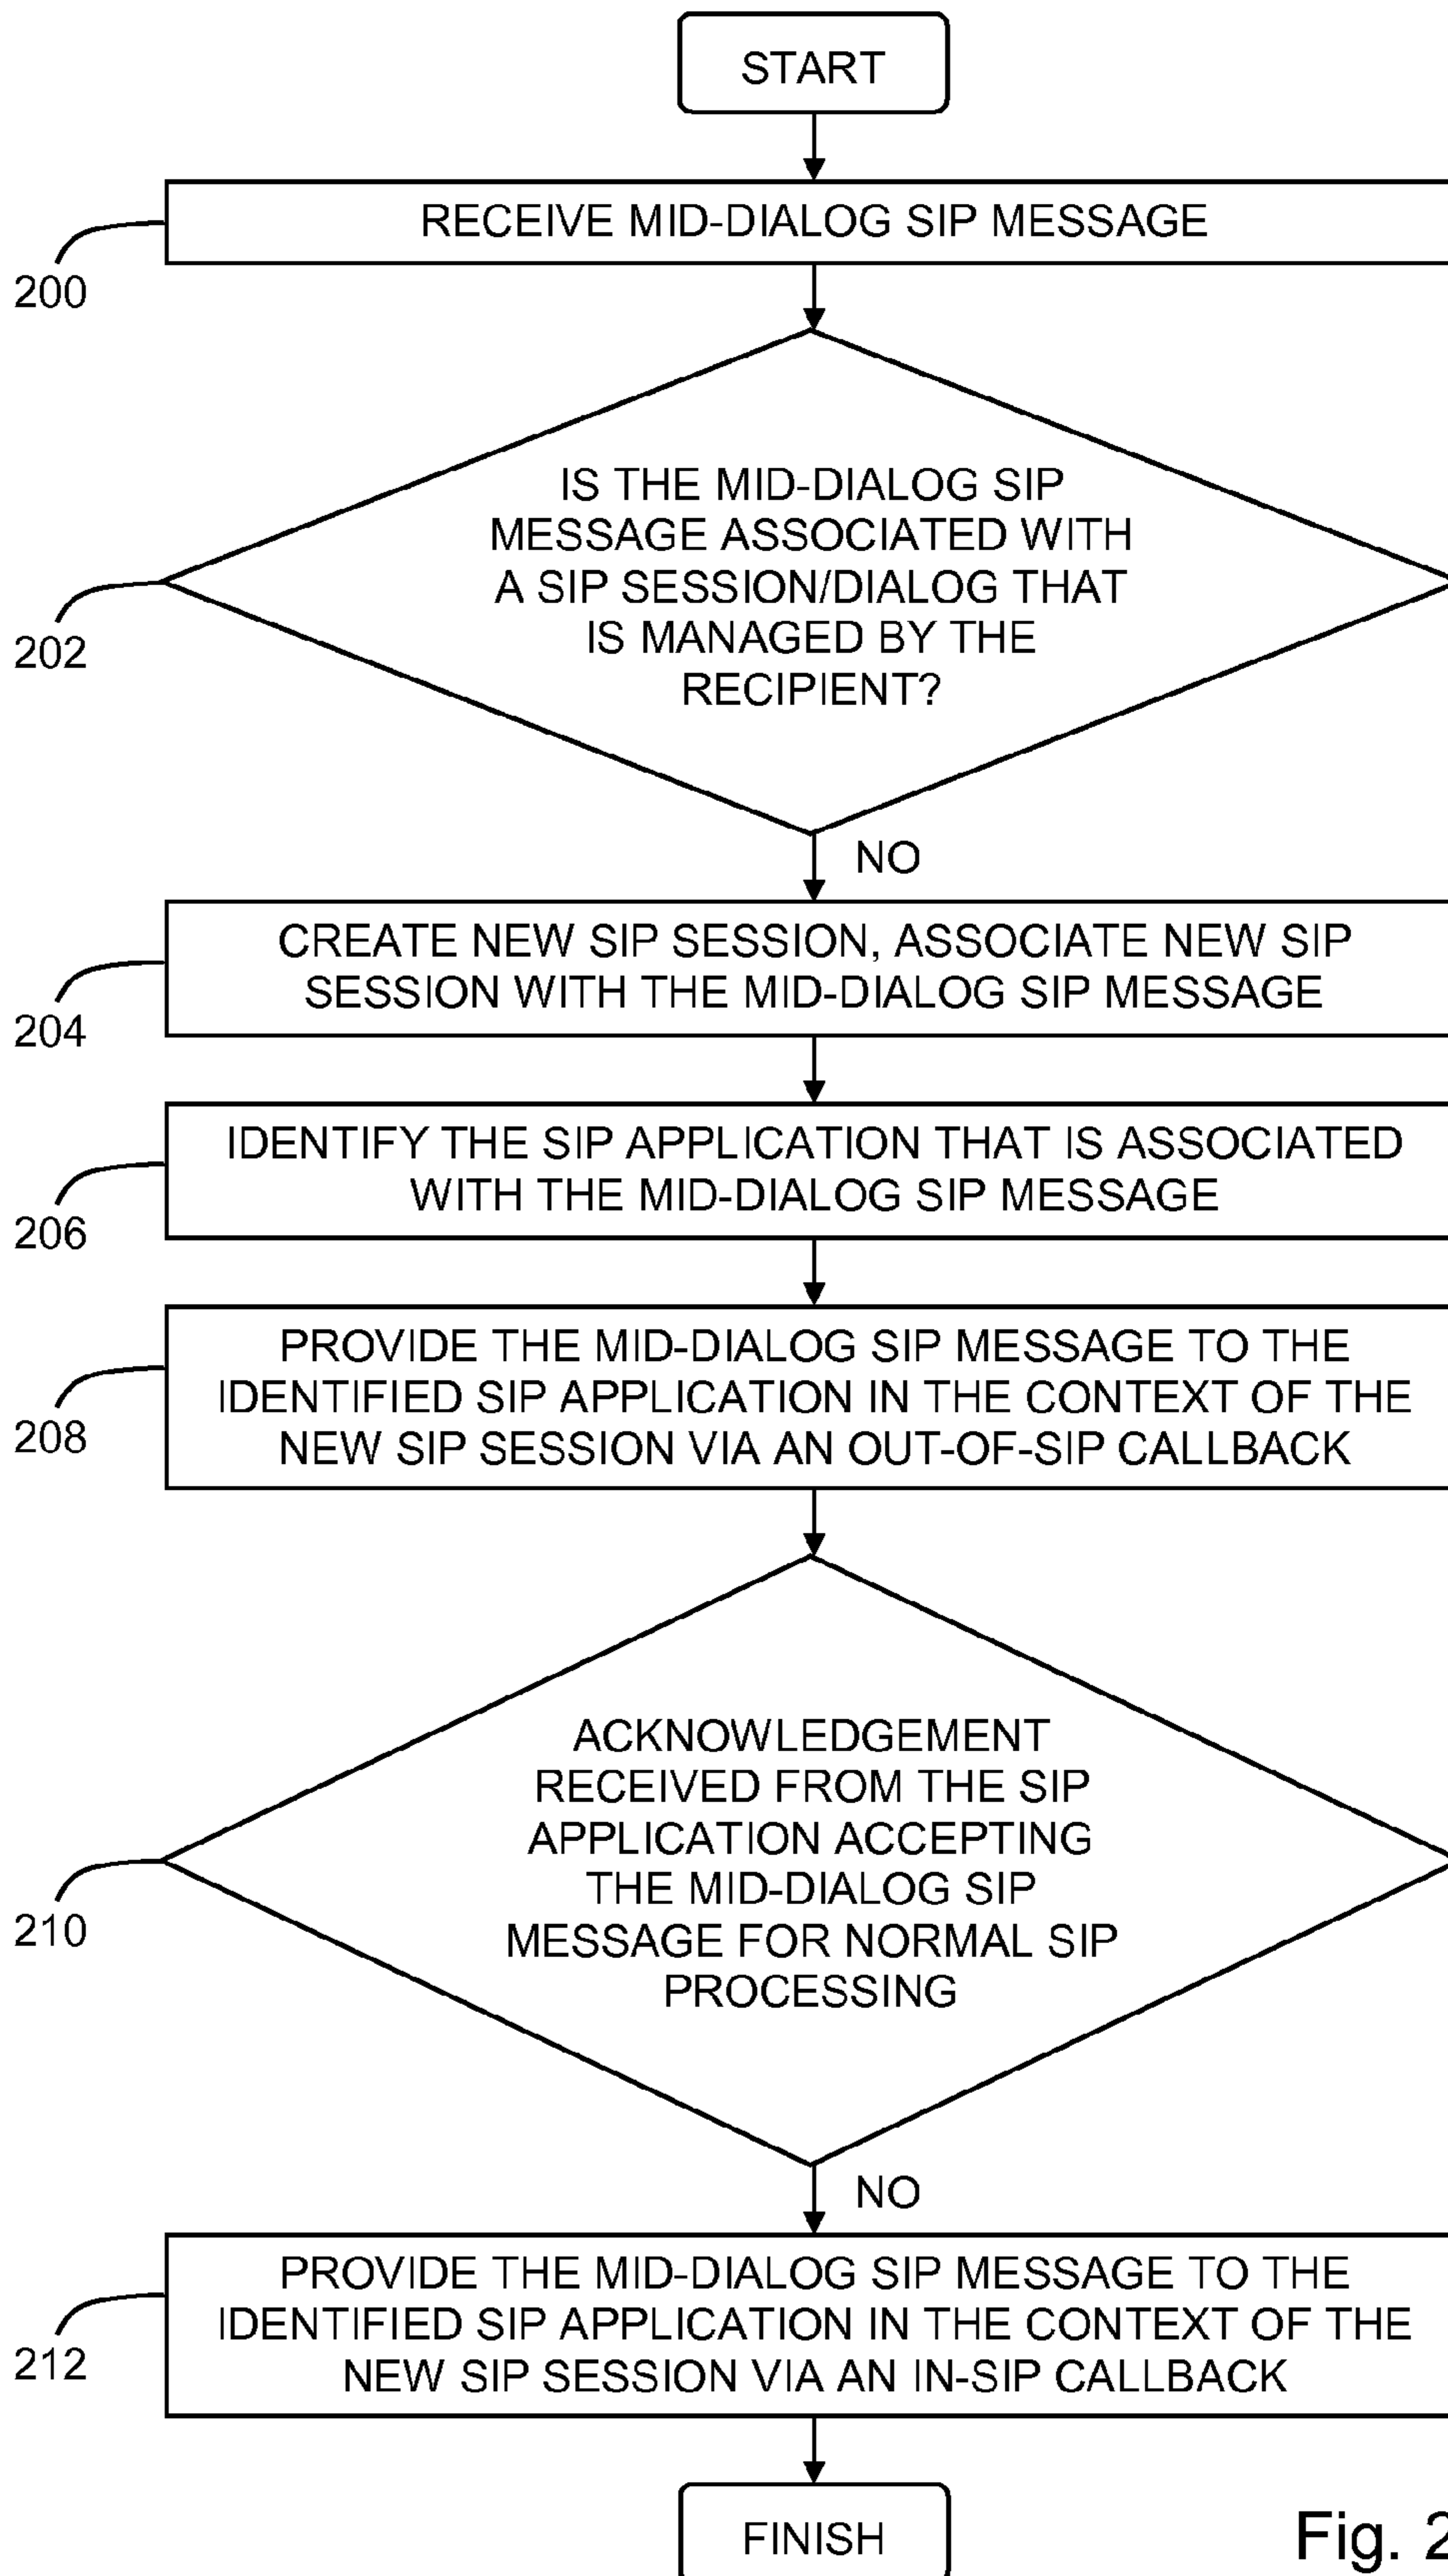 START
RECEIVE MID-DIALOG SIP MESSAGE
200
IS THE MID-DIALOG SIP
MESSAGE ASSOCIATED WITH
A SIP SESSION/DIALOG THAT
IS MANAGED BY THE
RECIPIENT?
202
NO
CREATE NEW SIP SESSION, ASSOCIATE NEW SIP
SESSION WITH THE MID-DIALOG SIP MESSAGE
204
IDENTIFY THE SIP APPLICATION THAT IS ASSOCIATED
WITH THE MID-DIALOG SIP MESSAGE
206
PROVIDE THE MID-DIALOG SIP MESSAGE TO THE
IDENTIFIED SIP APPLICATION IN THE CONTEXT OF THE
NEW SIP SESSION VIA AN OUT-OF-SIP CALLBACK
208
ACKNOWLEDGEMENT
RECEIVED FROM THE SIP
APPLICATION ACCEPTING
THE MID-DIALOG SIP
MESSAGE FOR NORMAL SIP
PROCESSING
210
NO
PROVIDE THE MID-DIALOG SIP MESSAGE TO THE
IDENTIFIED SIP APPLICATION IN THE CONTEXT OF THE
NEW SIP SESSION VIA AN IN-SIP CALLBACK
212
FINISH
Fig. 2